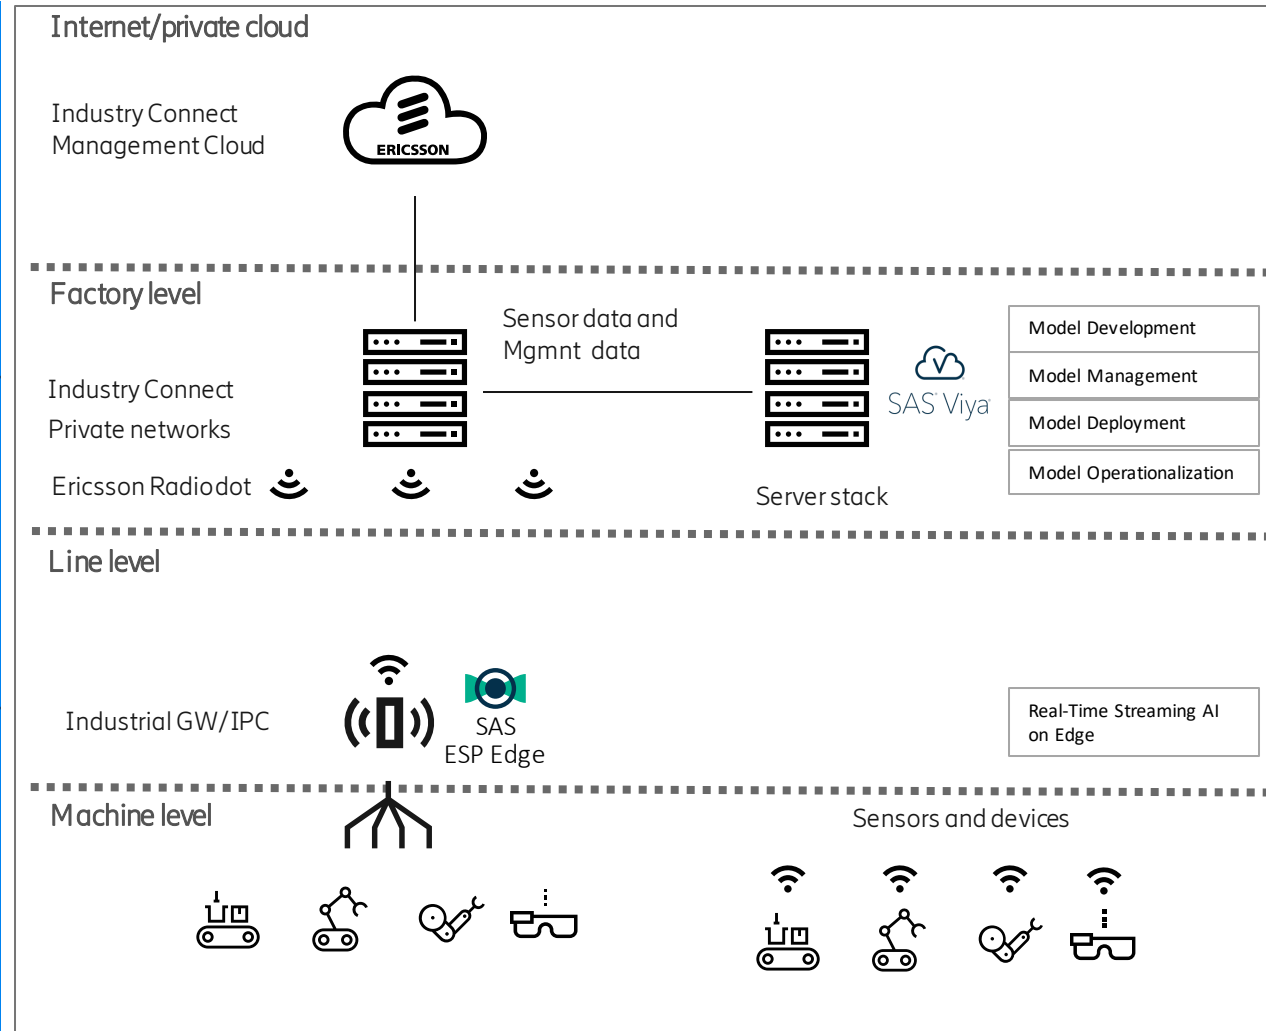 Internet/private cloud
Industry Connect
Management Cloud
ERICSSON
Factory level
Sensor data and
Mgmnt data
Industry Connect
Private networks
Ericsson Radiodot
SAS Viya
Server stack
Model Development
Model Management
Model Deployment
Model Operationalization
Line level
Industrial GW/IPC
SAS
ESP Edge
Real-Time Streaming AI
on Edge
Machine level
Sensors and devices